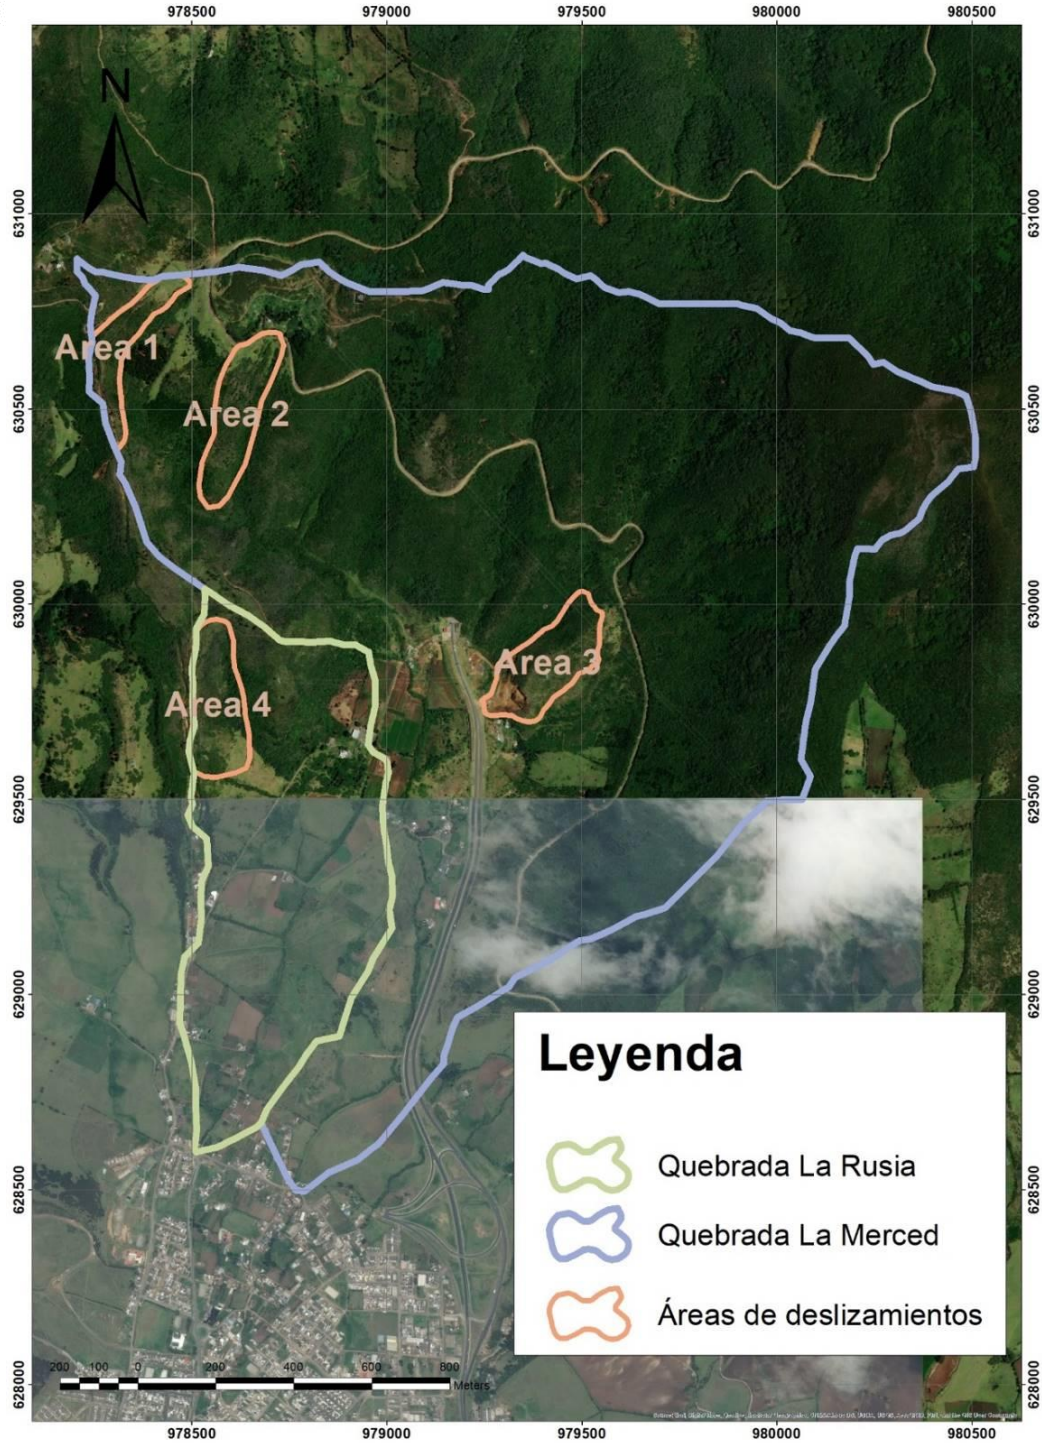 978500 979000 979500 980000 980500
N
631000 631000
Area 1
Area 2
630500 630500
630000 630000
Area 3
Area 4
629500 629500
629000 629000
Leyenda
Quebrada La Rusia
628500 628500
Quebrada La Merced
Áreas de deslizamientos
200 100 0 200 400 600 800
Meters
628000 628000
978500 979000 979500 980000 980500